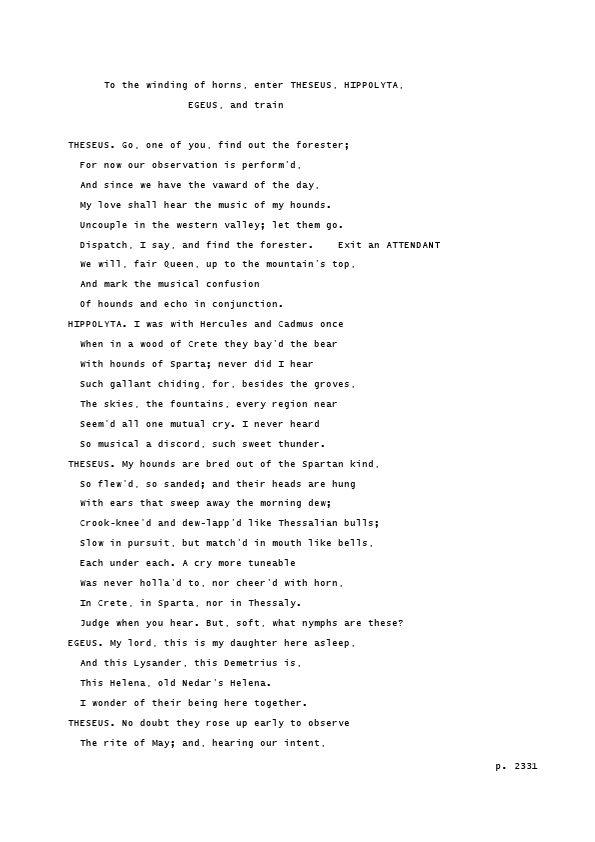 To the winding of horns, enter THESEUS, HIPPOLYTA,
EGEUS, and train
THESEUS. Go, one of you, find out the forester;
For now our observation is perform'd,
And since we have the vaward of the day,
My love shall hear the music of my hounds.
Uncouple in the western valley; let them go.
Dispatch, I say, and find the forester.    Exit an ATTENDANT
We will, fair Queen, up to the mountain's top,
And mark the musical confusion
Of hounds and echo in conjunction.
HIPPOLYTA. I was with Hercules and Cadmus once
When in a wood of Crete they bay'd the bear
With hounds of Sparta; never did I hear
Such gallant chiding, for, besides the groves,
The skies, the fountains, every region near
Seem'd all one mutual cry. I never heard
So musical a discord, such sweet thunder.
THESEUS. My hounds are bred out of the Spartan kind,
So flew'd, so sanded; and their heads are hung
With ears that sweep away the morning dew;
Crook-knee'd and dew-lapp'd like Thessalian bulls;
Slow in pursuit, but match'd in mouth like bells,
Each under each. A cry more tuneable
Was never holla'd to, nor cheer'd with horn,
In Crete, in Sparta, nor in Thessaly.
Judge when you hear. But, soft, what nymphs are these?
EGEUS. My lord, this is my daughter here asleep,
And this Lysander, this Demetrius is,
This Helena, old Nedar's Helena.
I wonder of their being here together.
THESEUS. No doubt they rose up early to observe
The rite of May; and, hearing our intent,
p. 2331